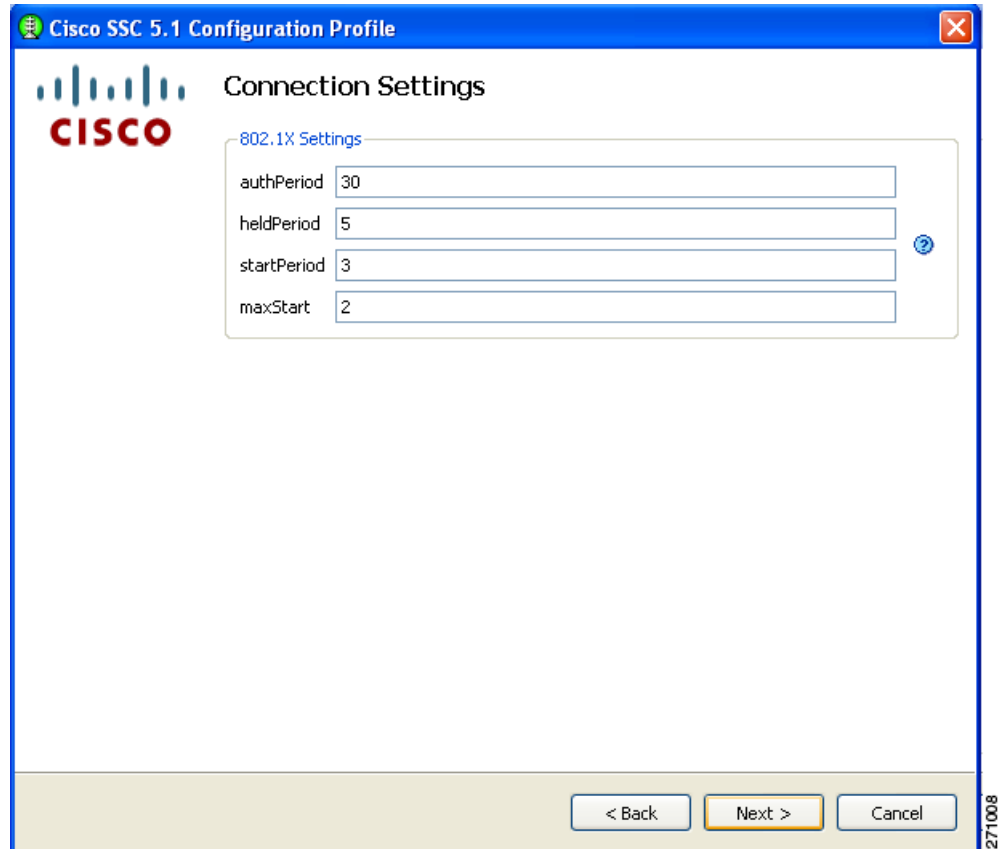 Cisco SSC 5.1 Configuration Profile
CISCO
Connection Settings
802.1X Settings
authPeriod 30
heldPeriod 5
startPeriod 3
maxStart 2
?
< Back Next > Cancel
271008